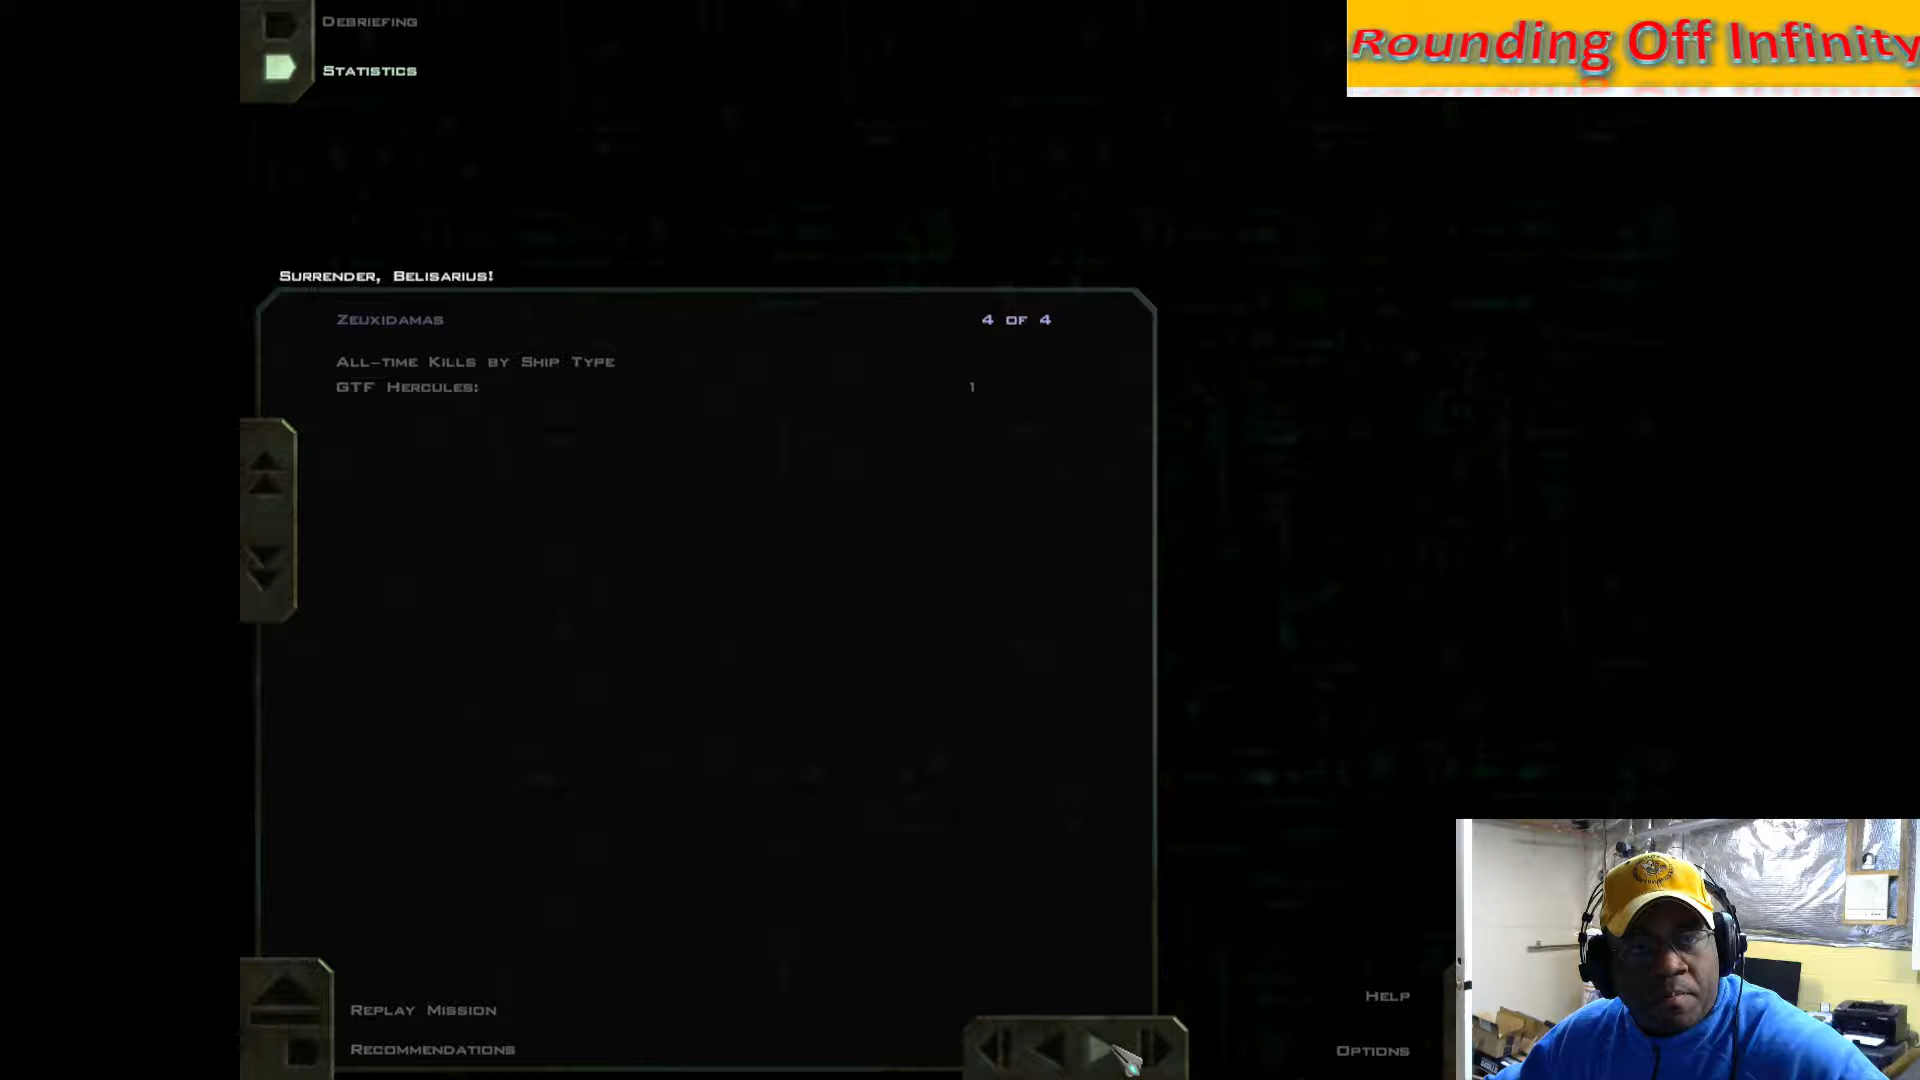 Debriefing
Statistics
Rounding Off Infinity
Surrender, Belisarius!
Zeuxidamas 4 of 4
All-time Kills by Ship Type
GTF Hercules: 1
Replay Mission
Recommendations
Help
Options